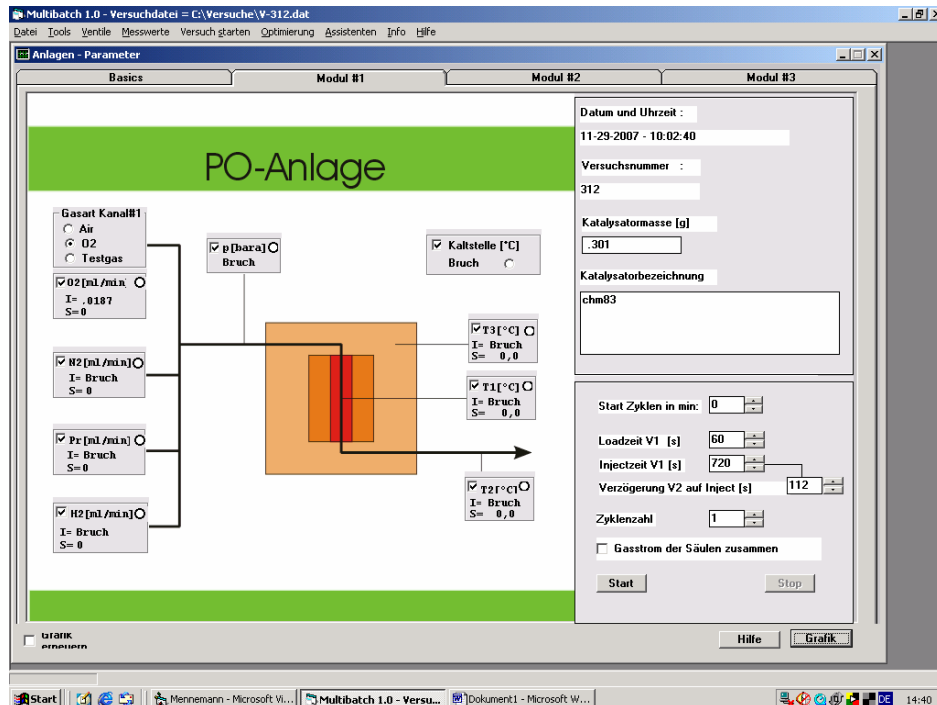 Multibatch 1.0 - Versuchdatei = C:\Versuche\V-312.dat
Datei Tools Ventile Messwerte Versuch starten Optimierung Assistenten Info Hilfe
Anlagen - Parameter
Basics Modul #1 Modul #2 Modul #3
PO-Anlage
Gasart Kanal#1
Air
O2
Testgas
O2[ml/min]
I= .0187
S=0
N2[ml/min]
I= Bruch
S= 0
Pr[ml/min]
I= Bruch
S=0
H2[ml/min]
I= Bruch
S= 0
p[bara]
Bruch
Kaltstelle [°C]
Bruch
T3[°C]
I= Bruch
S= 0,0
T1[°C]
I= Bruch
S= 0,0
T2[°C]
I= Bruch
S= 0,0
Datum und Uhrzeit :
11-29-2007 - 10:02:40
Versuchsnummer :
312
Katalysatormasse [g]
.301
Katalysatorbezeichnung
chm83
Start Zyklen in min: 0
Loadzeit V1 [s] 60
Injectzeit V1 [s] 720
Verzögerung V2 auf Inject [s] 112
Zyklenzahl 1
Gasstrom der Säulen zusammen
Start Stop
Grafik
erneuern
Hilfe Grafik
Start Mennemann - Microsoft Vi... Multibatch 1.0 - Versu... Dokument1 - Microsoft W... DE 14:40